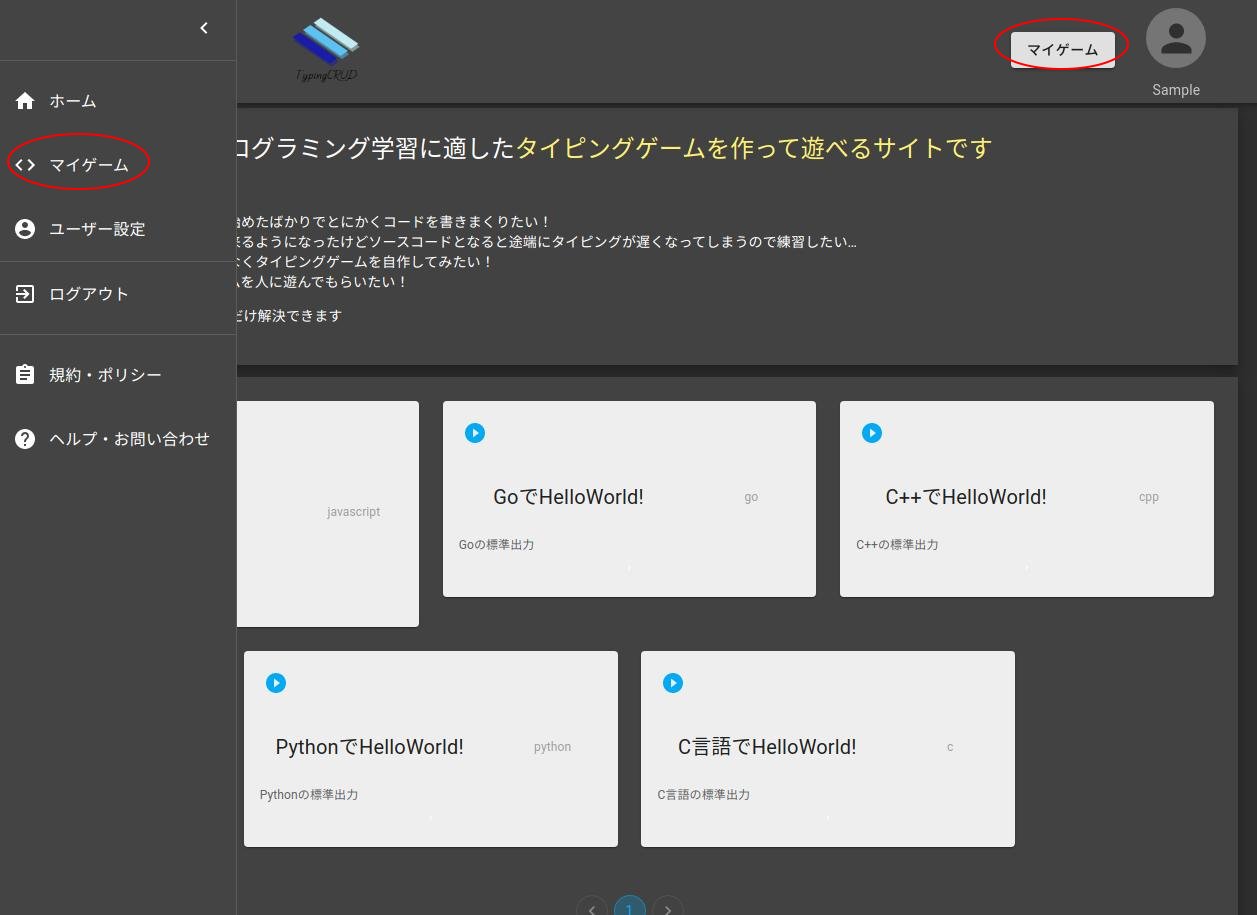 TypingCRUD
マイゲーム
Sample
ホーム
マイゲーム
ユーザー設定
ログアウト
規約・ポリシー
ヘルプ・お問い合わせ
ログラミング学習に適したタイピングゲームを作って遊べるサイトです
始めたばかりでとにかくコードを書きまくりたい！
来るようになったけどソースコードとなると途端にタイピングが遅くなってしまうので練習したい...
なくタイピングゲームを自作してみたい！
ムを人に遊んでもらいたい！
だけ解決できます
javascript
GoでHelloWorld!
go
Goの標準出力
C++でHelloWorld!
cpp
C++の標準出力
PythonでHelloWorld!
python
Pythonの標準出力
C言語でHelloWorld!
c
C言語の標準出力
1